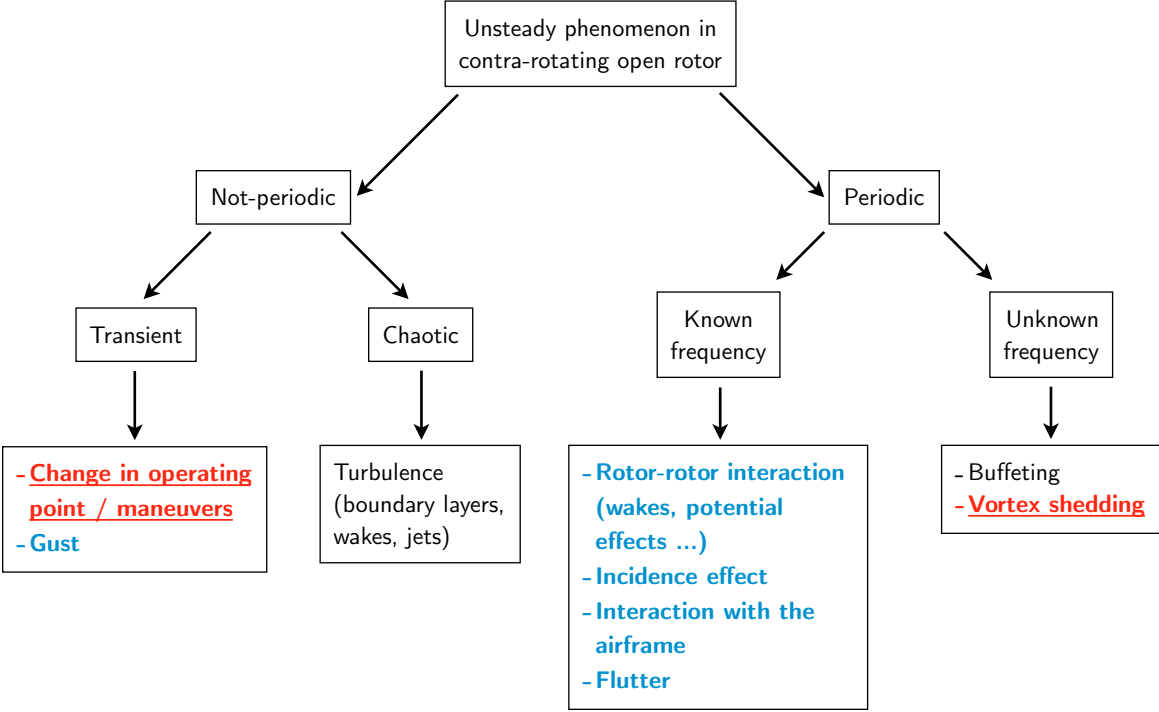 Unsteady phenomenon in
contra-rotating open rotor
Not-periodic
Periodic
Transient
Chaotic
Known
frequency
Unknown
frequency
- Change in operating
point / maneuvers
- Gust
Turbulence
(boundary layers,
wakes, jets)
- Rotor-rotor interaction
(wakes, potential
effects ...)
- Incidence effect
- Interaction with the
airframe
- Flutter
- Buffeting
- Vortex shedding